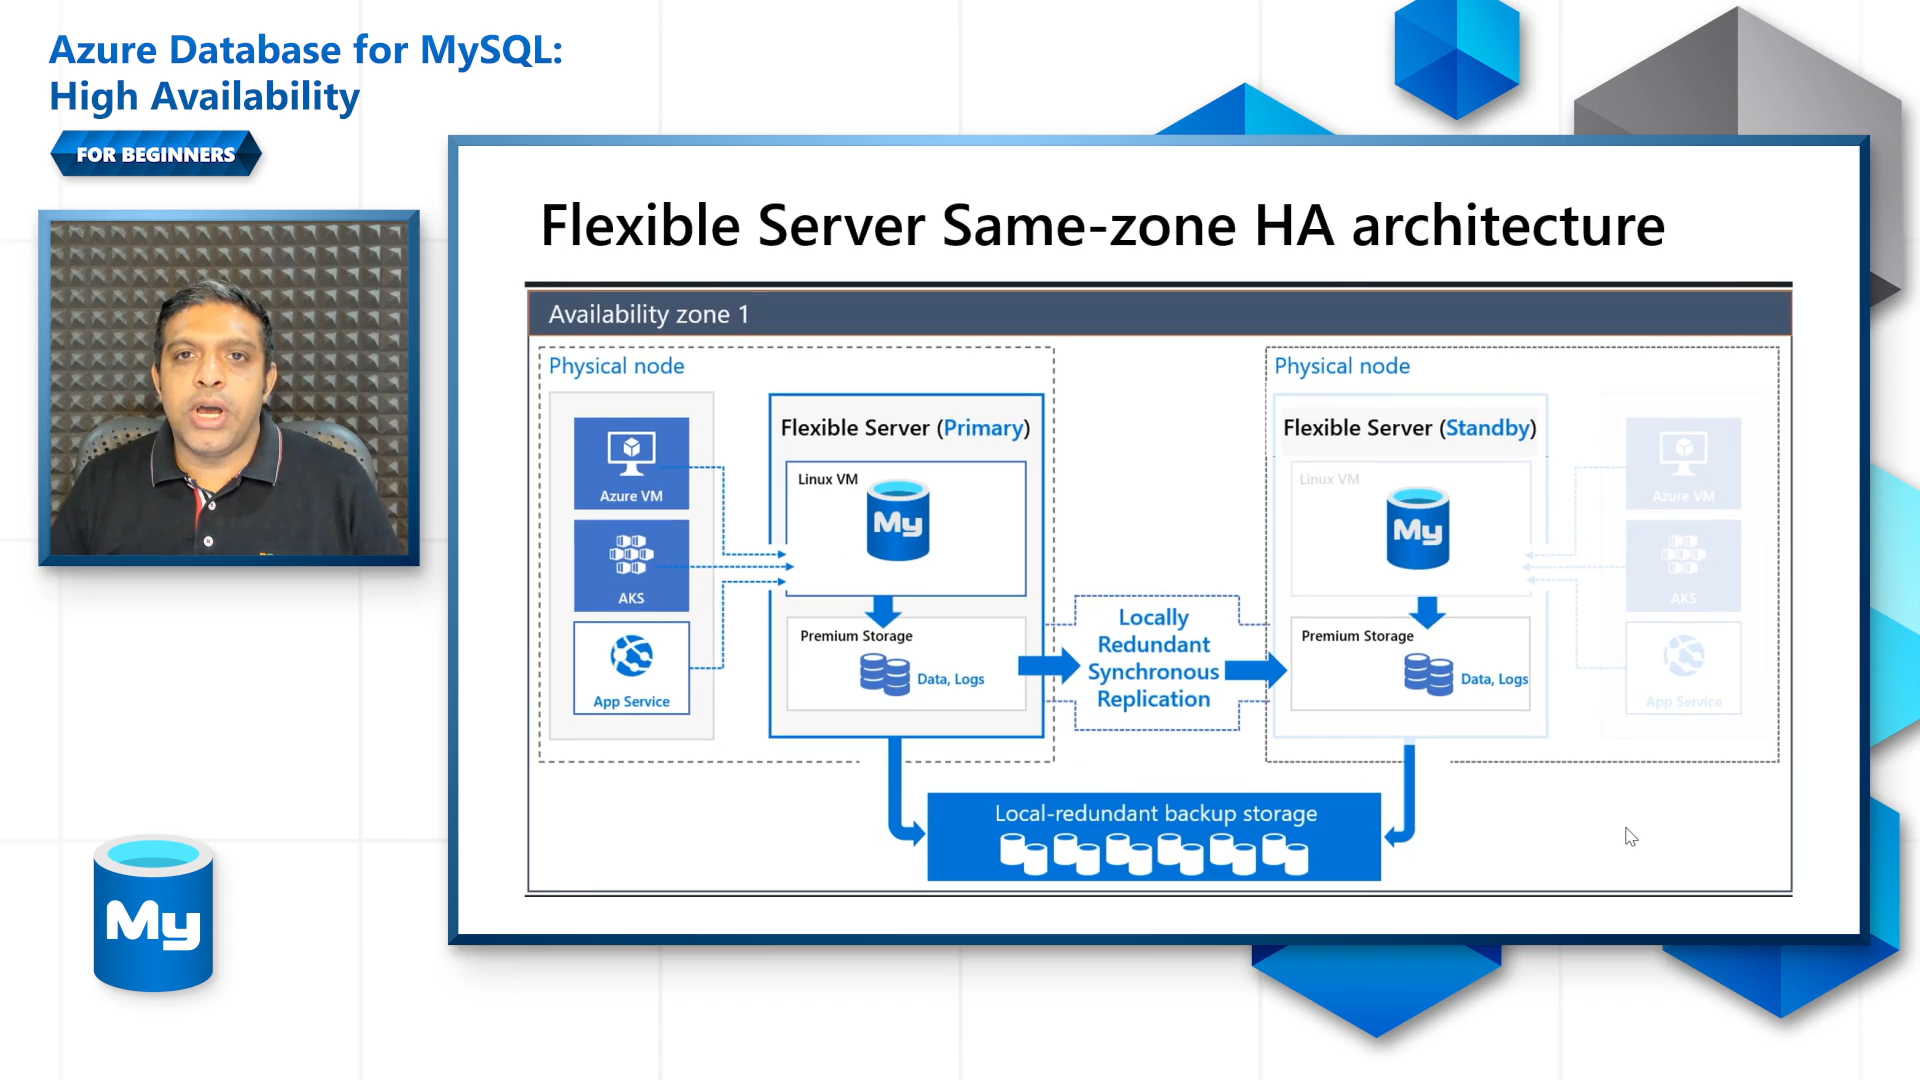 Azure Database for MySQL:
High Availability
FOR BEGINNERS
Flexible Server Same-zone HA architecture
Availability zone 1
Physical node
Azure VM
AKS
App Service
Flexible Server (Primary)
Linux VM
My
Premium Storage
Data, Logs
Locally
Redundant
Synchronous
Replication
Physical node
Flexible Server (Standby)
Linux VM
My
Premium Storage
Data, Logs
Azure VM
AKS
App Service
Local-redundant backup storage
My